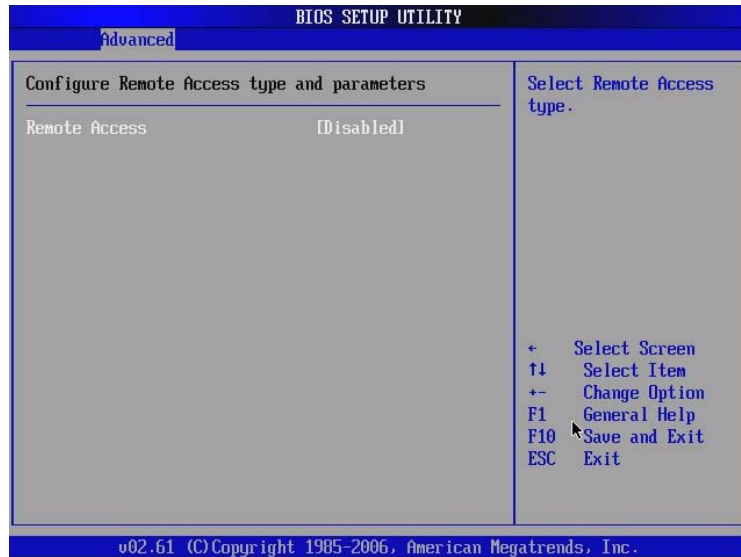 BIOS SETUP UTILITY
Advanced
Configure Remote Access type and parameters
Remote Access [Disabled]
Select Remote Access
type.
← Select Screen
↑↓ Select Item
+- Change Option
F1 General Help
F10 Save and Exit
ESC Exit
v02.61 (C)Copyright 1985-2006, American Megatrends, Inc.